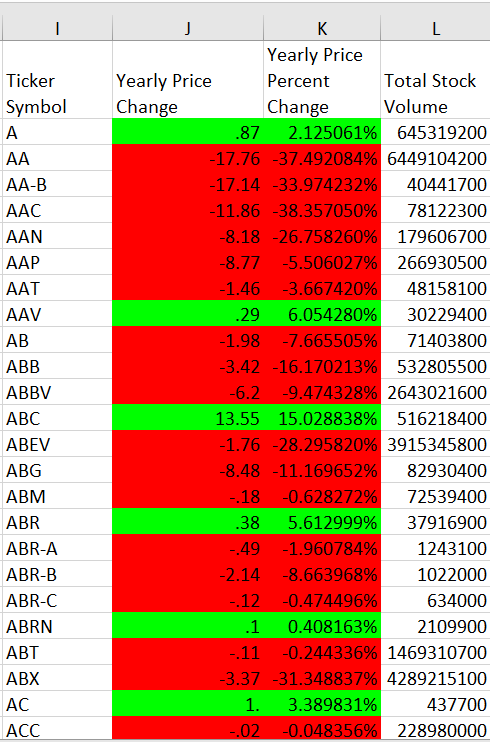 I J K L
Yearly Price
Ticker Yearly Price Percent Total Stock
Symbol Change Change Volume
A .87 2.125061% 645319200
AA -17.76 -37.492084% 6449104200
AA-B -17.14 -33.974232% 40441700
AAC -11.86 -38.357050% 78122300
AAN -8.18 -26.758260% 179606700
AAP -8.77 -5.506027% 266930500
AAT -1.46 -3.667420% 48158100
AAV .29 6.054280% 30229400
AB -1.98 -7.665505% 71403800
ABB -3.42 -16.170213% 532805500
ABBV -6.2 -9.474328% 2643021600
ABC 13.55 15.028838% 516218400
ABEV -1.76 -28.295820% 3915345800
ABG -8.48 -11.169652% 82930400
ABM -.18 -0.628272% 72539400
ABR .38 5.612999% 37916900
ABR-A -.49 -1.960784% 1243100
ABR-B -2.14 -8.663968% 1022000
ABR-C -.12 -0.474496% 634000
ABRN .1 0.408163% 2109900
ABT -.11 -0.244336% 1469310700
ABX -3.37 -31.348837% 4289215100
AC 1. 3.389831% 437700
ACC -.02 -0.048356% 228980000